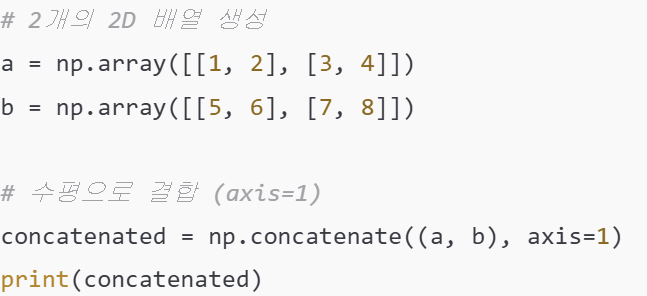 # 2개의 2D 배열 생성
a = np.array([[1, 2], [3, 4]])
b = np.array([[5, 6], [7, 8]])
# 수평으로 결합 (axis=1)
concatenated = np.concatenate((a, b), axis=1)
print(concatenated)